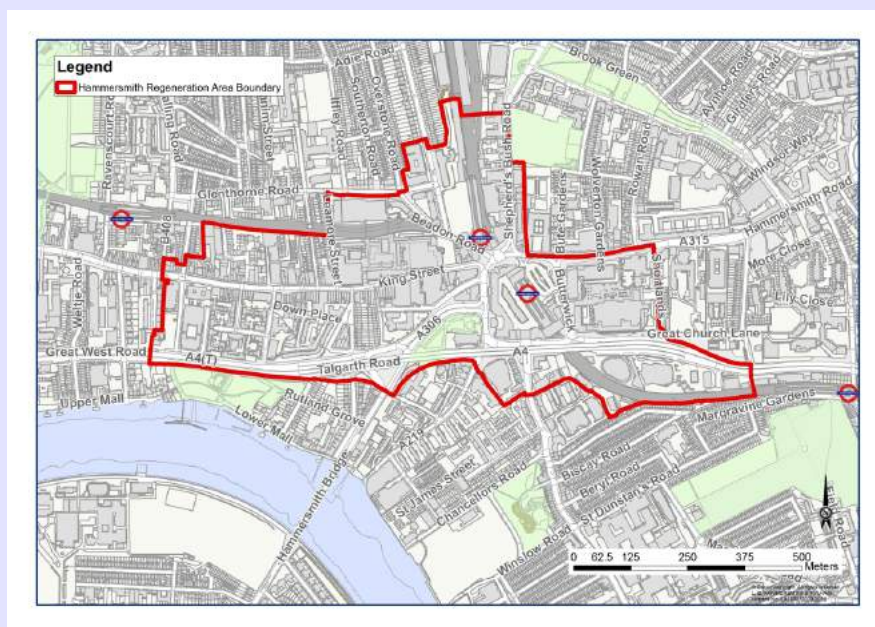 Legend
Hammersmith Regeneration Area Boundary
Adie Road
Brook Green
Iffley Road
Southerton Road
Overstone Road
Shepherd's Bush Road
Aynhoe Road
Windsor Way
Ravenscourt
Road
Street
Glenthorne Road
B408
Beadon Road
Bute Gardens
Wolverton Gardens
Rowan Road
Hammersmith Road
A315
More Close
King Street
Weltje Road
Down Place
A306
Butterwick
Shortlands
Lily Close
Great Church Lane
Great West Road
A4(T)
Talgarth Road
A4
Upper Mall
Lower Mall
Rutland Grove
Margravine Gardens
A219
Hammersmith Bridge
St James Street
Chancellors Road
Biscay Road
Beryl Road
St Dunstan's Road
Winslow Road
Road
0 62.5 125 250 375 500
Meters